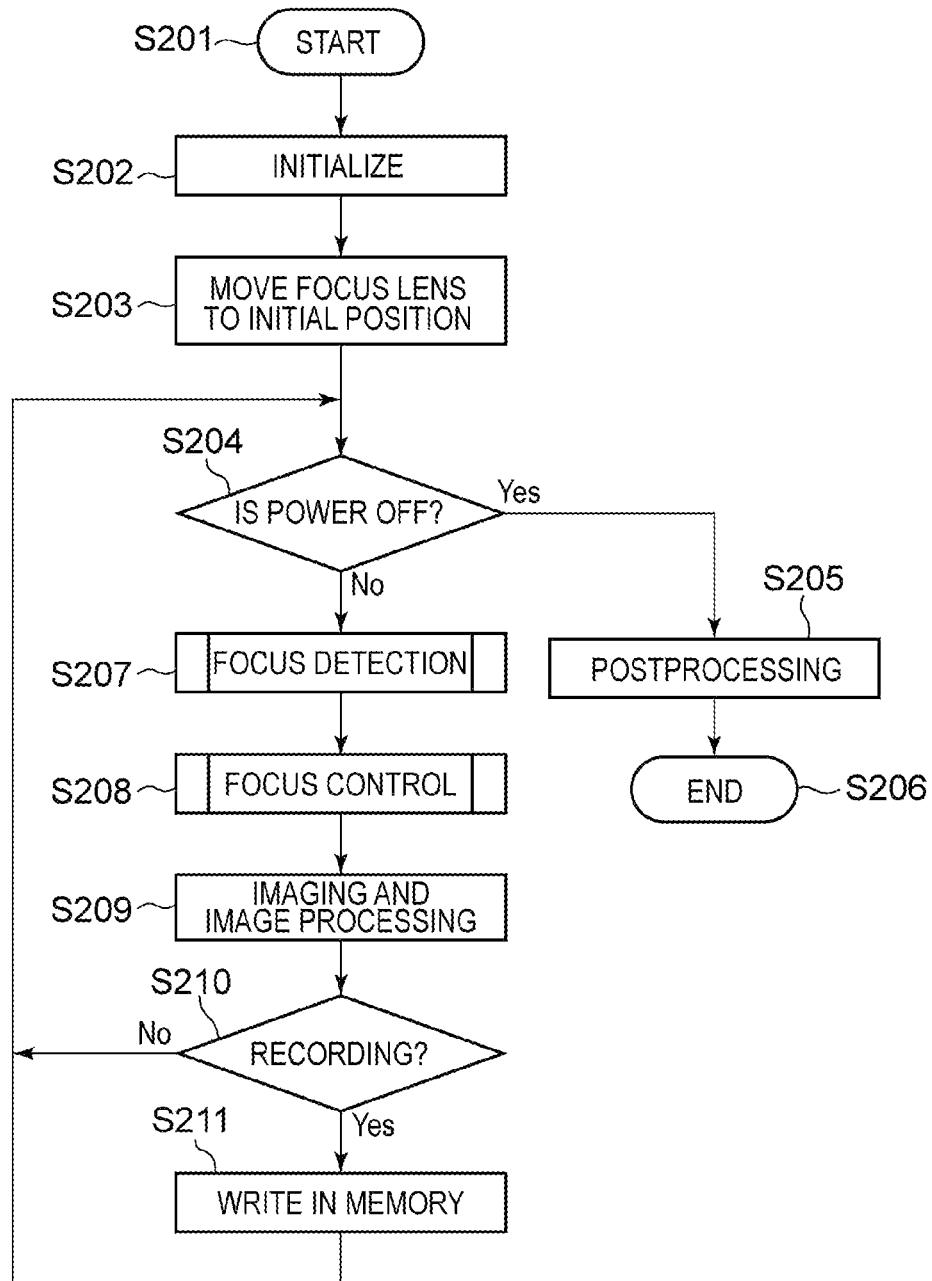 S201
START
S202
INITIALIZE
S203
MOVE FOCUS LENS
TO INITIAL POSITION
S204
IS POWER OFF?
Yes
No
S205
POSTPROCESSING
S207
FOCUS DETECTION
S208
FOCUS CONTROL
END
S206
S209
IMAGING AND
IMAGE PROCESSING
S210
No
RECORDING?
Yes
S211
WRITE IN MEMORY